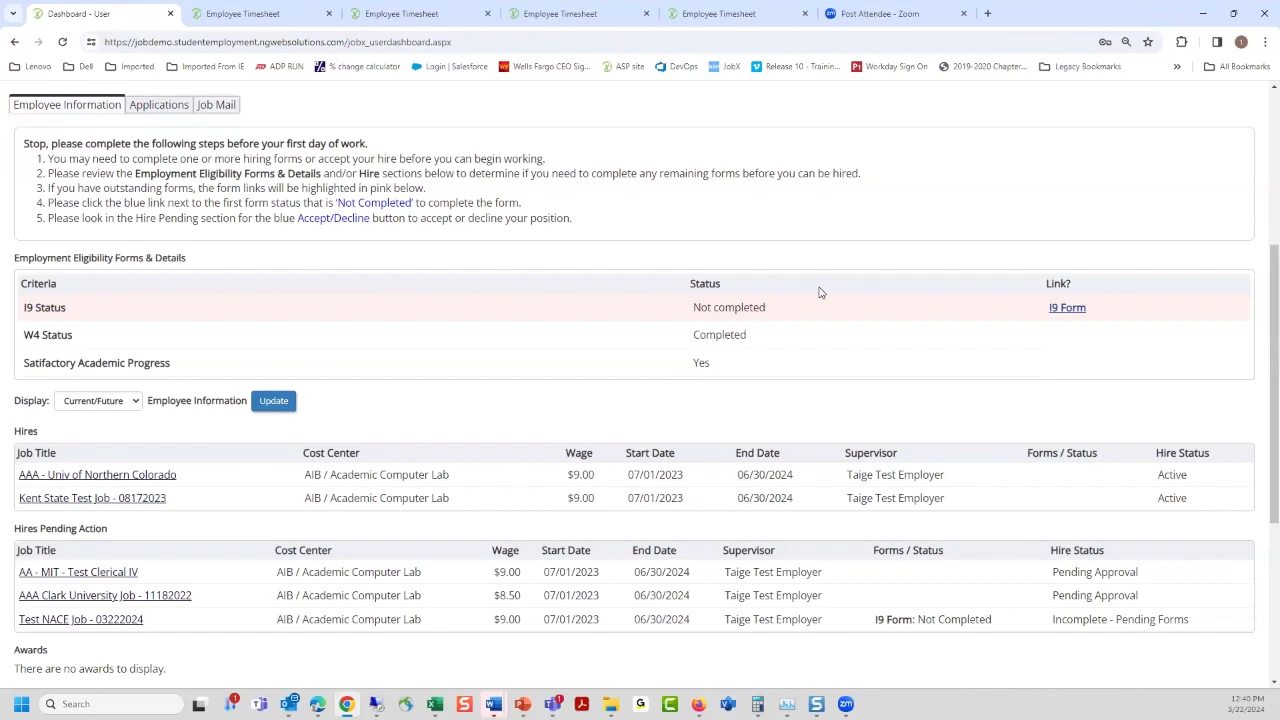 Dashboard - User
Employee Timesheet
Employee Timesheet
Employee Timesheet
Employee Timesheet
Post Attendee - Zoom
https://jobdemo.studentemployment.ngwebsolutions.com/jobx_userdashboard.aspx
Lenovo
Dell
Imported
Imported From IE
ADP RUN
% change calculator
Login | Salesforce
Wells Fargo CEO Sig...
ASP site
DevOps
JobX
Release 10 - Trainin...
Workday Sign On
2019-2020 Chapter...
Legacy Bookmarks
»
All Bookmarks
Employee Information
Applications
Job Mail
Stop, please complete the following steps before your first day of work.
1. You may need to complete one or more hiring forms or accept your hire before you can begin working.
2. Please review the Employment Eligibility Forms & Details and/or Hire sections below to determine if you need to complete any remaining forms before you can be hired.
3. If you have outstanding forms, the form links will be highlighted in pink below.
4. Please click the blue link next to the first form status that is 'Not Completed' to complete the form.
5. Please look in the Hire Pending section for the blue Accept/Decline button to accept or decline your position.
Employment Eligibility Forms & Details
Criteria Status Link?
I9 Status Not completed I9 Form
W4 Status Completed
Satifactory Academic Progress Yes
Display: Current/Future Employee Information Update
Hires
Job Title Cost Center Wage Start Date End Date Supervisor Forms / Status Hire Status
AAA - Univ of Northern Colorado AIB / Academic Computer Lab $9.00 07/01/2023 06/30/2024 Taige Test Employer Active
Kent State Test Job - 08172023 AIB / Academic Computer Lab $9.00 07/01/2023 06/30/2024 Taige Test Employer Active
Hires Pending Action
Job Title Cost Center Wage Start Date End Date Supervisor Forms / Status Hire Status
AA - MIT - Test Clerical IV AIB / Academic Computer Lab $9.00 07/01/2023 06/30/2024 Taige Test Employer Pending Approval
AAA Clark University Job - 11182022 AIB / Academic Computer Lab $8.50 07/01/2023 06/30/2024 Taige Test Employer Pending Approval
Test NACE Job - 03222024 AIB / Academic Computer Lab $9.00 07/01/2023 06/30/2024 Taige Test Employer I9 Form: Not Completed Incomplete - Pending Forms
Awards
There are no awards to display.
Search
12:40 PM
3/22/2024